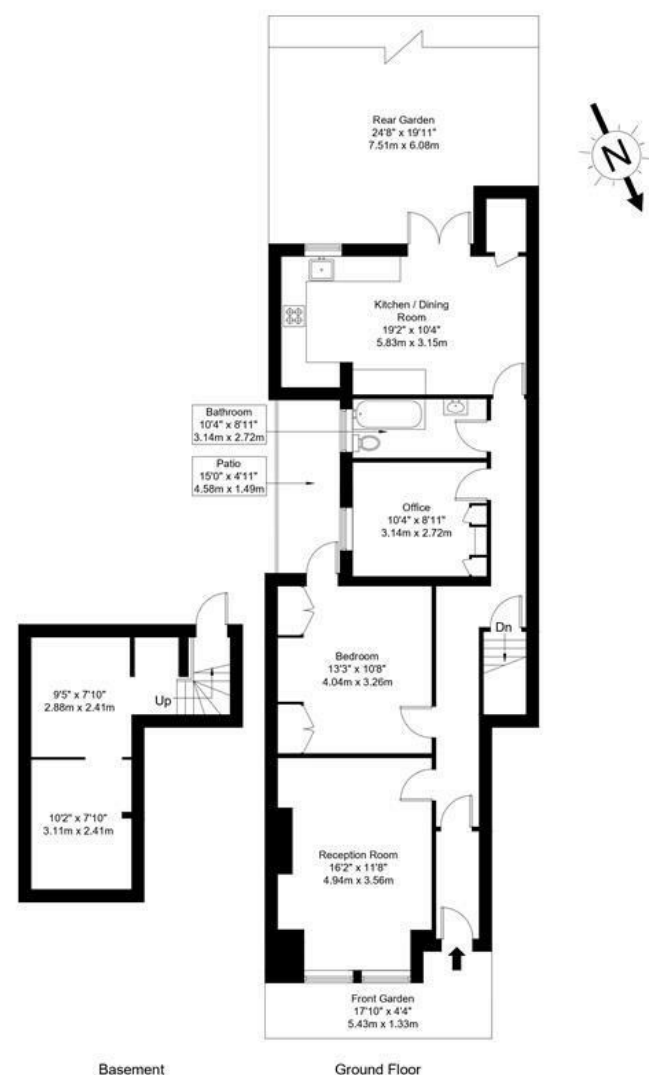 Rear Garden
24'8" x 19'11"
7.51m x 6.08m
N
Kitchen / Dining
Room
19'2" x 10'4"
5.83m x 3.15m
Bathroom
10'4" x 8'11"
3.14m x 2.72m
Patio
15'0" x 4'11"
4.58m x 1.49m
Office
10'4" x 8'11"
3.14m x 2.72m
Dn
Bedroom
13'3" x 10'8"
4.04m x 3.26m
9'5" x 7'10"
2.88m x 2.41m
Up
10'2" x 7'10"
3.11m x 2.41m
Reception Room
16'2" x 11'8"
4.94m x 3.56m
Front Garden
17'10" x 4'4"
5.43m x 1.33m
Basement
Ground Floor